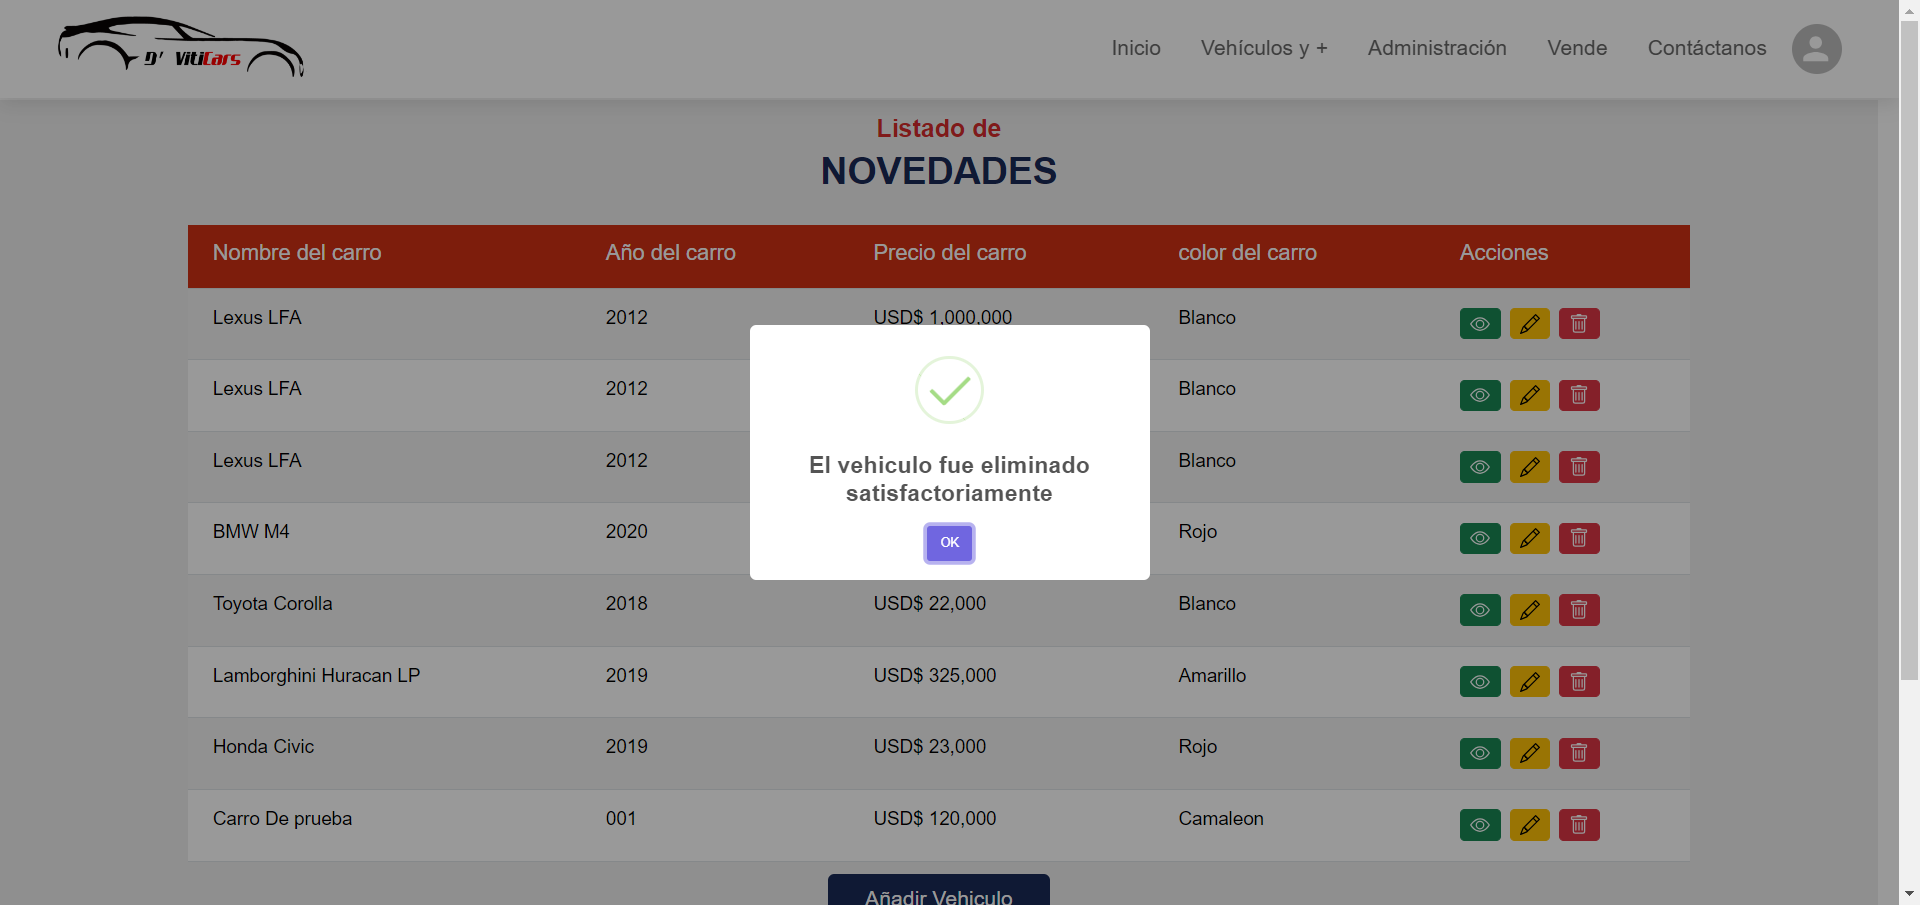 D' VitiCars
Inicio Vehículos y + Administración Vende Contáctanos
Listado de
NOVEDADES
Nombre del carro Año del carro Precio del carro color del carro Acciones
Lexus LFA 2012 USD$ 1,000,000 Blanco
Lexus LFA 2012 Blanco
Lexus LFA 2012 Blanco
BMW M4 2020 Rojo
Toyota Corolla 2018 USD$ 22,000 Blanco
Lamborghini Huracan LP 2019 USD$ 325,000 Amarillo
Honda Civic 2019 USD$ 23,000 Rojo
Carro De prueba 001 USD$ 120,000 Camaleon
El vehiculo fue eliminado
satisfactoriamente
OK
Añadir Vehiculo